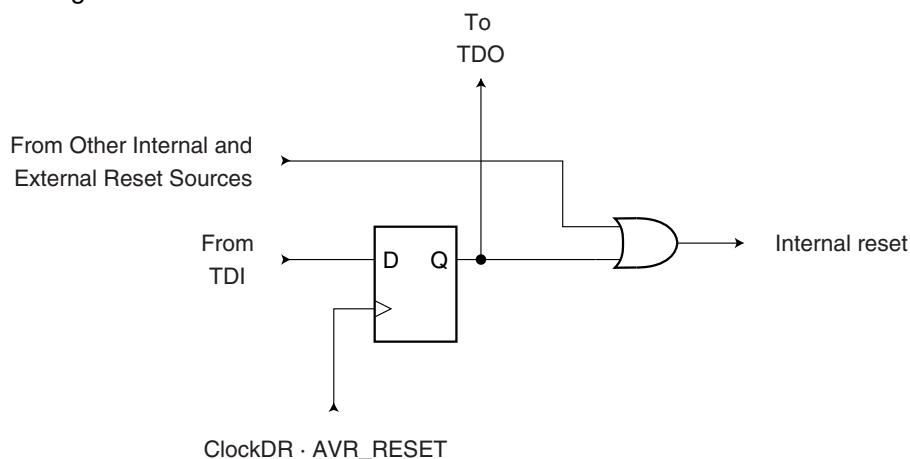 To
TDO
From Other Internal and
External Reset Sources
From
TDI
D Q
Internal reset
ClockDR · AVR_RESET